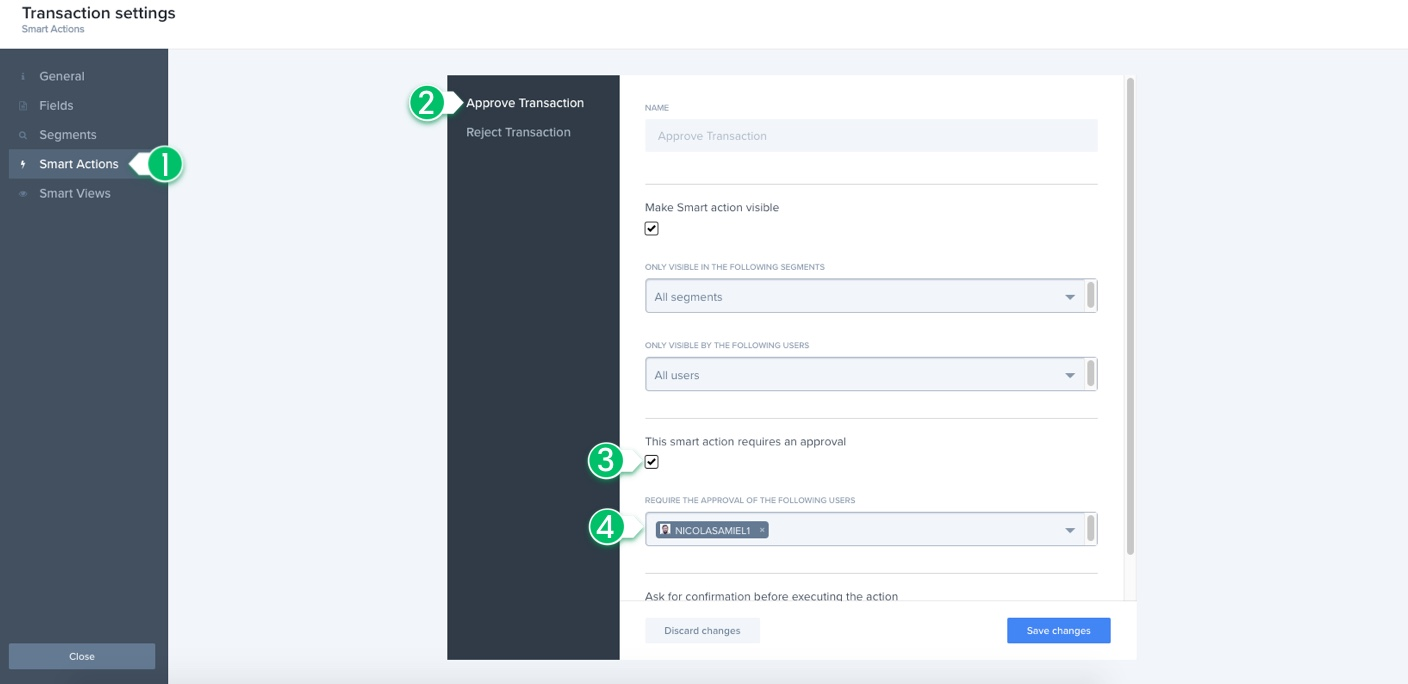 Transaction settings
Smart Actions
General
Fields
Segments
Smart Actions
1
Smart Views
Close
2
Approve Transaction
Reject Transaction
NAME
Approve Transaction
Make Smart action visible
ONLY VISIBLE IN THE FOLLOWING SEGMENTS
All segments
ONLY VISIBLE BY THE FOLLOWING USERS
All users
This smart action requires an approval
3
REQUIRE THE APPROVAL OF THE FOLLOWING USERS
4
NICOLASAMIEL1 ×
Ask for confirmation before executing the action
Discard changes
Save changes